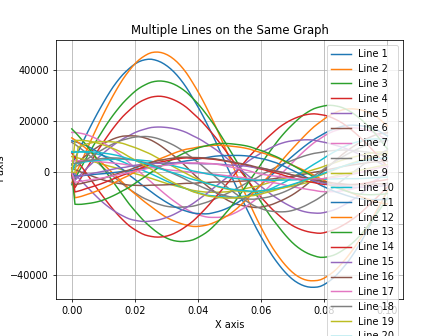 Multiple Lines on the Same Graph
40000
20000
0
−20000
−40000
0.00
0.02
0.04
0.06
0.08
X axis
Line 1
Line 2
Line 3
Line 4
Line 5
Line 6
Line 7
Line 8
Line 9
Line 10
Line 11
Line 12
Line 13
Line 14
Line 15
Line 16
Line 17
Line 18
Line 19
Line 20